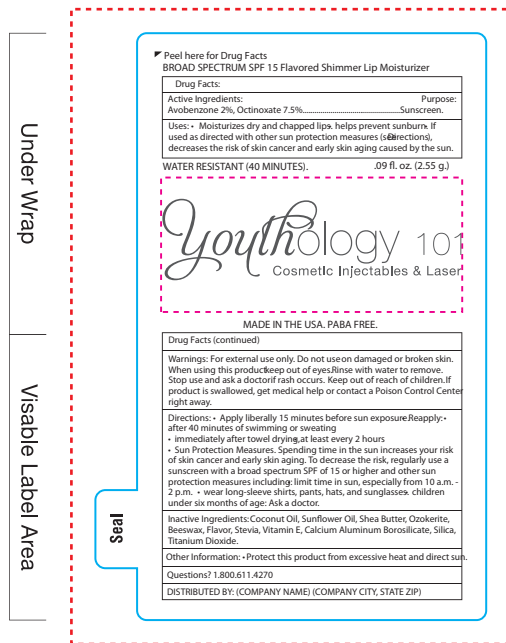 Under Wrap
Visable Label Area
Seal
Peel here for Drug Facts
BROAD SPECTRUM SPF 15 Flavored Shimmer Lip Moisturizer
Drug Facts:
Active Ingredients: Purpose:
Avobenzone 2%, Octinoxate 7.5%.............................................Sunscreen.
Uses: • Moisturizes dry and chapped lips• helps prevent sunburn• If
used as directed with other sun protection measures (see Directions),
decreases the risk of skin cancer and early skin aging caused by the sun.
WATER RESISTANT (40 MINUTES). .09 fl. oz. (2.55 g.)
Youthology 101
Cosmetic Injectables & Laser
MADE IN THE USA. PABA FREE.
Drug Facts (continued)
Warnings: For external use only. Do not use on damaged or broken skin.
When using this product keep out of eyes. Rinse with water to remove.
Stop use and ask a doctor if rash occurs. Keep out of reach of children. If
product is swallowed, get medical help or contact a Poison Control Center
right away.
Directions: • Apply liberally 15 minutes before sun exposure. Reapply: •
after 40 minutes of swimming or sweating
• immediately after towel drying, at least every 2 hours
• Sun Protection Measures. Spending time in the sun increases your risk
of skin cancer and early skin aging. To decrease the risk, regularly use a
sunscreen with a broad spectrum SPF of 15 or higher and other sun
protection measures including: limit time in sun, especially from 10 a.m. -
2 p.m. • wear long-sleeve shirts, pants, hats, and sunglasses• children
under six months of age: Ask a doctor.
Inactive Ingredients: Coconut Oil, Sunflower Oil, Shea Butter, Ozokerite,
Beeswax, Flavor, Stevia, Vitamin E, Calcium Aluminum Borosilicate, Silica,
Titanium Dioxide.
Other Information: • Protect this product from excessive heat and direct sun.
Questions? 1.800.611.4270
DISTRIBUTED BY: (COMPANY NAME) (COMPANY CITY, STATE ZIP)